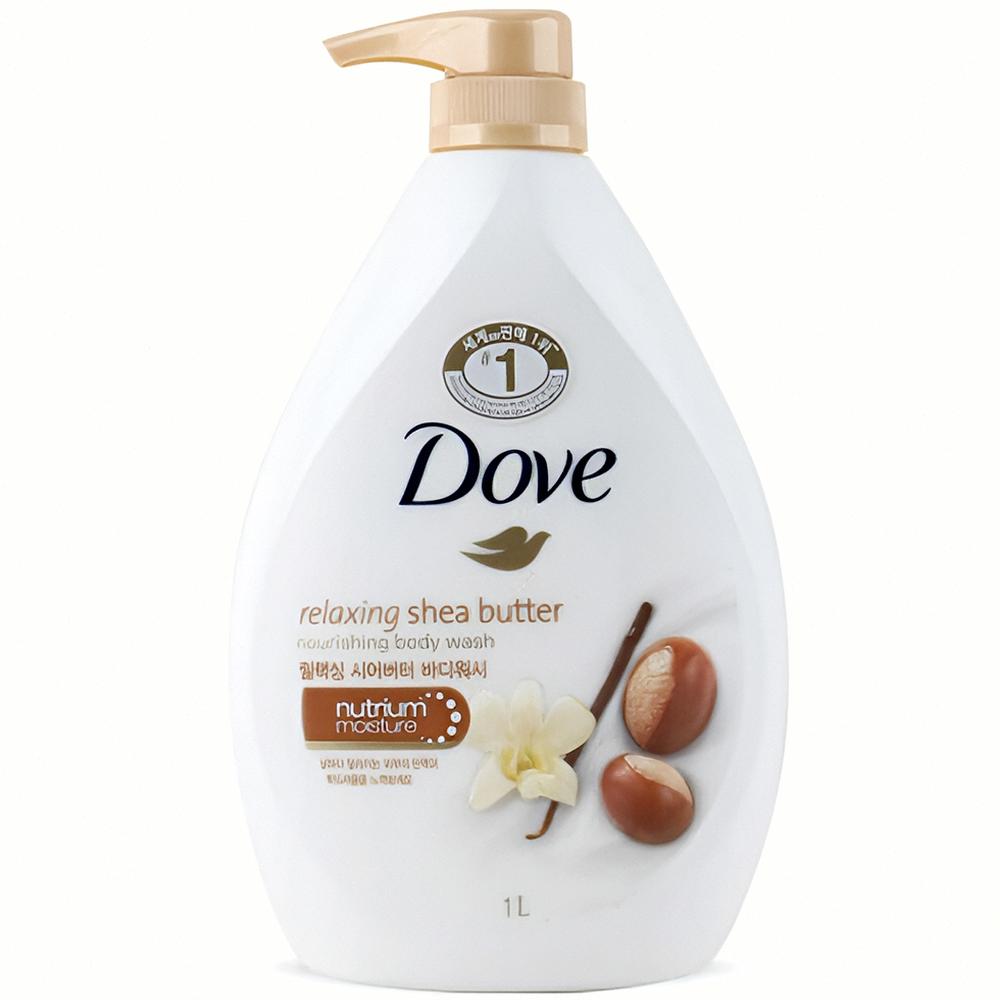 #1
Dove
relaxing shea butter
nourishing body wash
릴렉싱 시어버터 바디워시
nutrium
moisture
1L